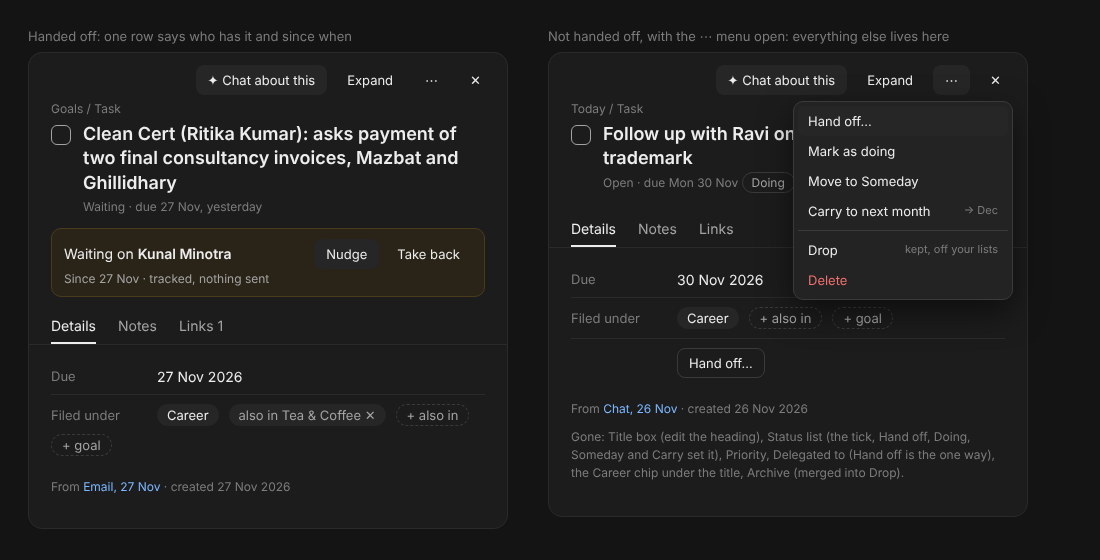 Handed off: one row says who has it and since when
✦ Chat about this Expand ··· ×
Goals / Task
Clean Cert (Ritika Kumar): asks payment of
two final consultancy invoices, Mazbat and
Ghillidhary
Waiting · due 27 Nov, yesterday
Waiting on Kunal Minotra
Nudge Take back
Since 27 Nov · tracked, nothing sent
Details Notes Links 1
Due 27 Nov 2026
Filed under Career also in Tea & Coffee × + also in
+ goal
From Email, 27 Nov · created 27 Nov 2026
Not handed off, with the ··· menu open: everything else lives here
✦ Chat about this Expand ··· ×
Today / Task
Follow up with Ravi on
trademark
Open · due Mon 30 Nov Doing
Hand off...
Mark as doing
Move to Someday
Carry to next month → Dec
Drop kept, off your lists
Delete
Details Notes Links
Due 30 Nov 2026
Filed under Career + also in + goal
Hand off...
From Chat, 26 Nov · created 26 Nov 2026
Gone: Title box (edit the heading), Status list (the tick, Hand off, Doing,
Someday and Carry set it), Priority, Delegated to (Hand off is the one way),
the Career chip under the title, Archive (merged into Drop).